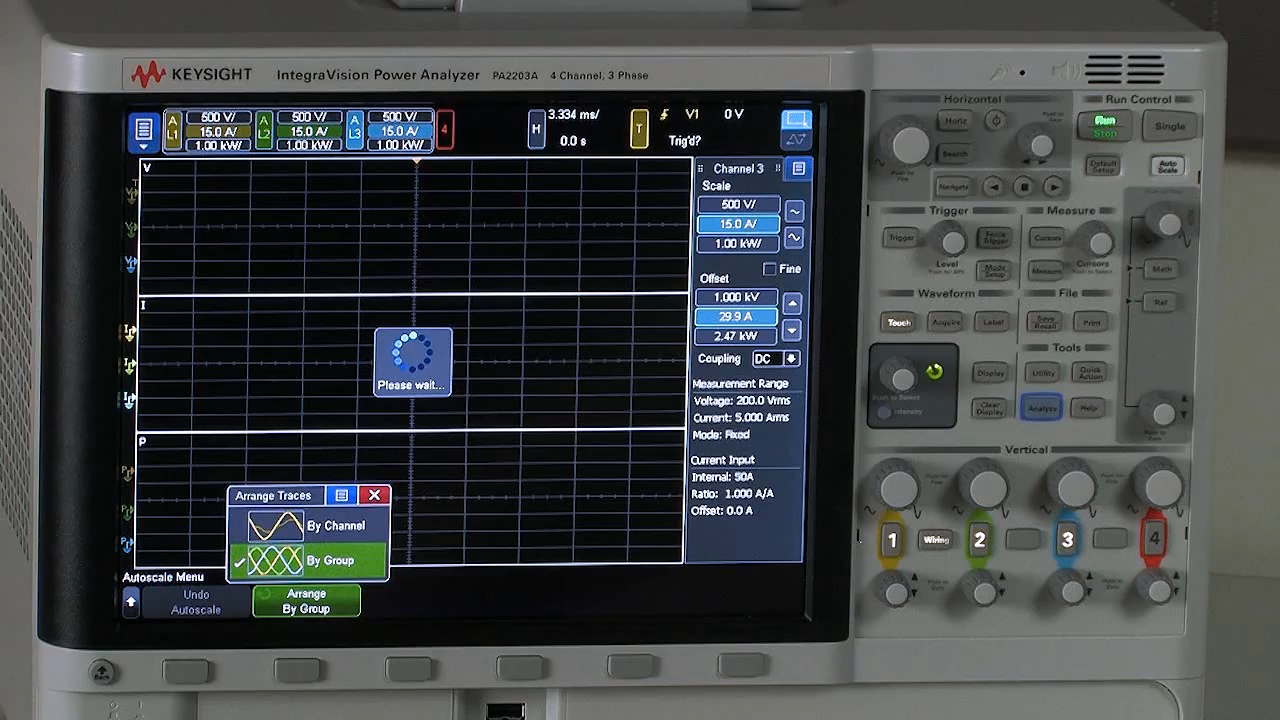 KEYSIGHT IntegraVision Power Analyzer PA2203A 4 Channel, 3 Phase
A L1 500 V/ 15.0 A/ 1.00 kW/
A L2 500 V/ 15.0 A/ 1.00 kW/
A L3 500 V/ 15.0 A/ 1.00 kW/
4
H 3.334 ms/
0.0 s
T V1 0 V
Trig'd?
V
I
P
Please wait...
Channel 3
Scale
500 V/
15.0 A/
1.00 kW/
Fine
Offset
1.000 kV
29.9 A
2.47 kW
Coupling DC
Measurement Range
Voltage: 200.0 Vrms
Current: 5.000 Arms
Mode: Fixed
Current Input
Internal: 50A
Ratio: 1.000 A/A
Offset: 0.0 A
Arrange Traces
By Channel
By Group
Autoscale Menu
Undo
Autoscale
Arrange
By Group
Back
Horizontal
Horiz
Search
Navigate
Run Control
Run
Stop
Single
Default
Setup
Auto
Scale
Trigger
Trigger
Level
Force
Trigger
Mode
Setup
Measure
Cursors
Cursors
Measure
Math
Ref
Waveform
Touch
Acquire
Label
File
Save
Recall
Print
Tools
Utility
Quick
Action
Analyze
Help
Push to Select
Intensity
Display
Clear
Display
Vertical
1 Wiring 2 3 4